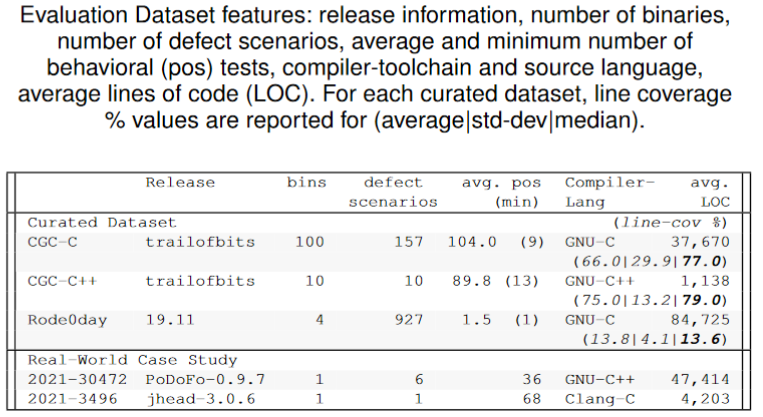 Evaluation Dataset features: release information, number of binaries,
number of defect scenarios, average and minimum number of
behavioral (pos) tests, compiler-toolchain and source language,
average lines of code (LOC). For each curated dataset, line coverage
% values are reported for (average|std-dev|median).
Release bins defect avg. pos Compiler- avg.
scenarios (min) Lang LOC
Curated Dataset (line-cov %)
CGC-C trailofbits 100 157 104.0 (9) GNU-C 37,670
(66.0|29.9|77.0)
CGC-C++ trailofbits 10 10 89.8 (13) GNU-C++ 1,138
(75.0|13.2|79.0)
Rode0day 19.11 4 927 1.5 (1) GNU-C 84,725
(13.8|4.1|13.6)
Real-World Case Study
2021-30472 PoDoFo-0.9.7 1 6 36 GNU-C++ 47,414
2021-3496 jhead-3.0.6 1 1 68 Clang-C 4,203